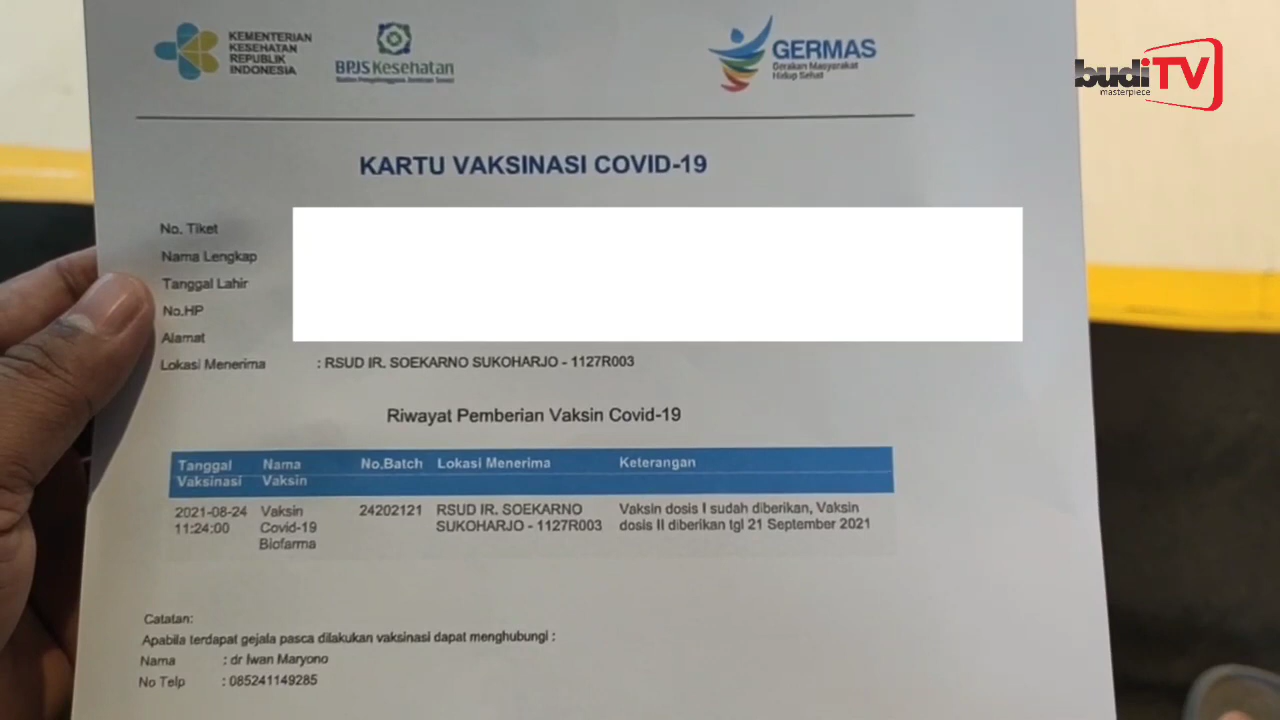 KEMENTERIAN
KESEHATAN
REPUBLIK
INDONESIA
BPJS Kesehatan
Badan Penyelenggara Jaminan Sosial
GERMAS
Gerakan Masyarakat
Hidup Sehat
budiTV
masterpiece
KARTU VAKSINASI COVID-19
No. Tiket
Nama Lengkap
Tanggal Lahir
No.HP
Alamat
Lokasi Menerima : RSUD IR. SOEKARNO SUKOHARJO - 1127R003
Riwayat Pemberian Vaksin Covid-19
Tanggal Nama No.Batch Lokasi Menerima Keterangan
Vaksinasi Vaksin
2021-08-24 Vaksin 24202121 RSUD IR. SOEKARNO Vaksin dosis I sudah diberikan, Vaksin
11:24:00 Covid-19 SUKOHARJO - 1127R003 dosis II diberikan tgl 21 September 2021
Biofarma
Catatan:
Apabila terdapat gejala pasca dilakukan vaksinasi dapat menghubungi :
Nama : dr Iwan Maryono
No Telp : 085241149285